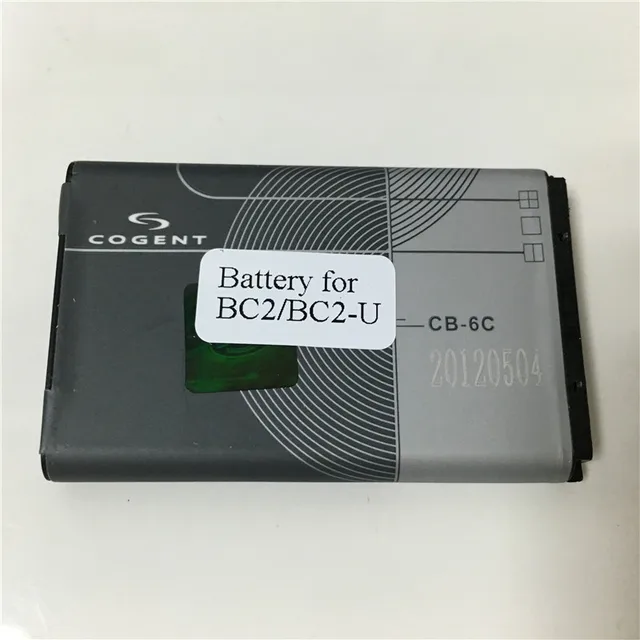 COGENT
Battery for
BC2/BC2-U
CB-6C
20120504